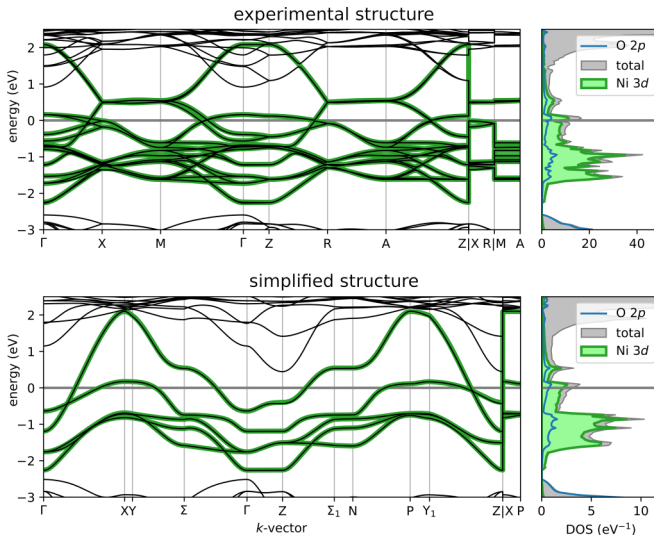 experimental structure
energy (eV)
2
1
0
−1
−2
−3
Γ X M Γ Z R A Z|X R|M A
O 2p
total
Ni 3d
0 20 40
simplified structure
energy (eV)
2
1
0
−1
−2
−3
Γ XY Σ Γ Z Σ1 N P Y1 Z|X P
k-vector
O 2p
total
Ni 3d
0 5 10
DOS (eV⁻¹)